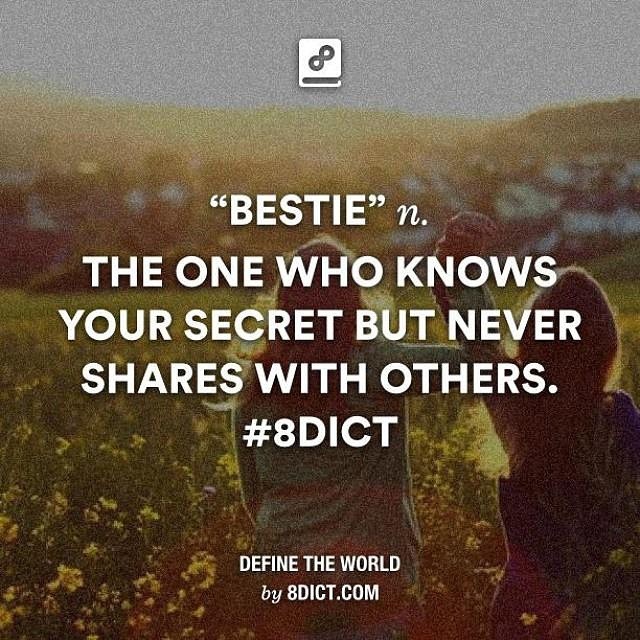 “BESTIE” n.
THE ONE WHO KNOWS
YOUR SECRET BUT NEVER
SHARES WITH OTHERS.
#8DICT
DEFINE THE WORLD
by 8DICT.COM